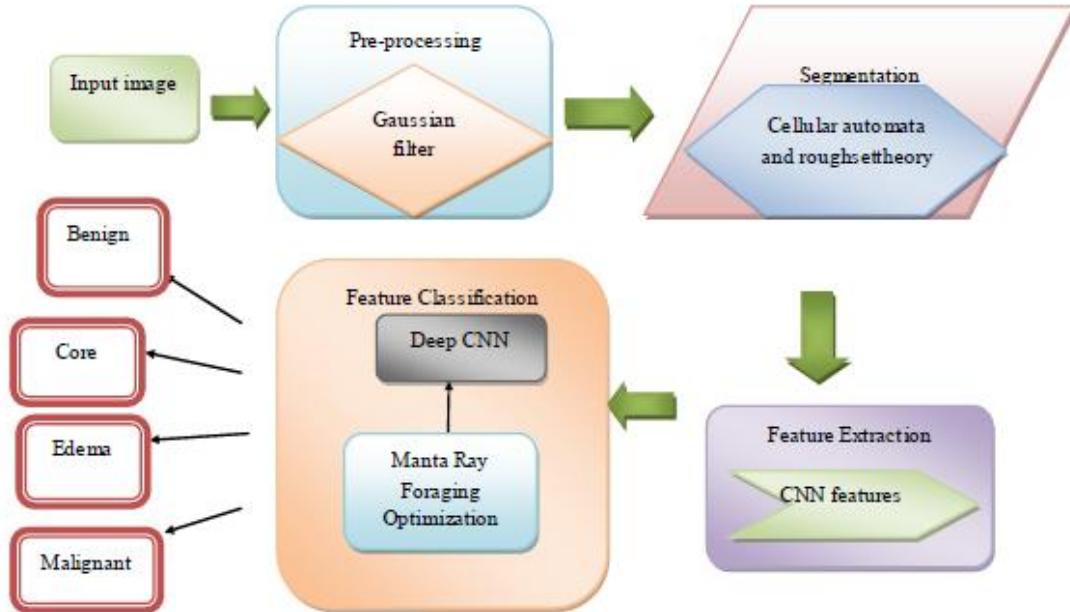 Input image
Pre-processing
Gaussian
filter
Segmentation
Cellular automata
and roughsettheory
Feature Extraction
CNN features
Feature Classification
Deep CNN
Manta Ray
Foraging
Optimization
Benign
Core
Edema
Malignant